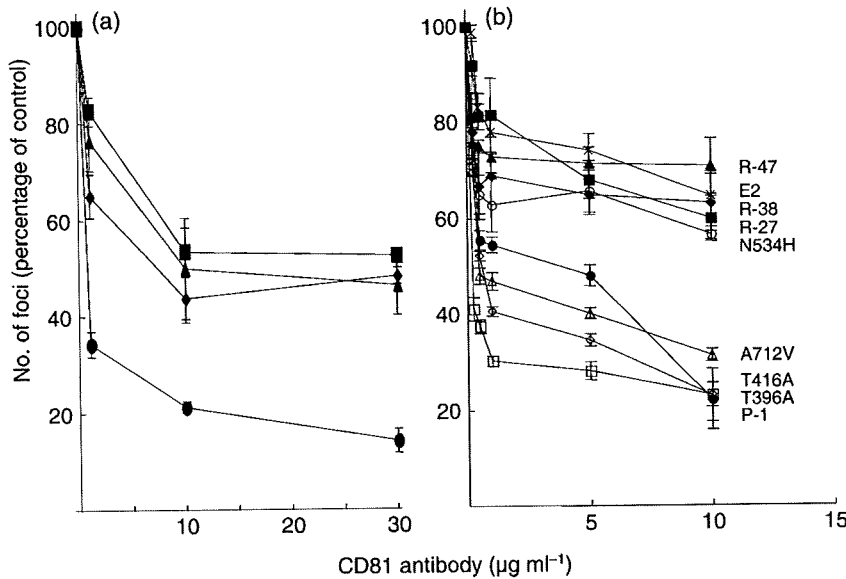 (a)
(b)
No. of foci (percentage of control)
100
80
60
40
20
10
20
30
100
80
60
40
20
5
10
15
R-47
E2
R-38
R-27
N534H
A712V
T416A
T396A
P-1
CD81 antibody (μg ml⁻¹)